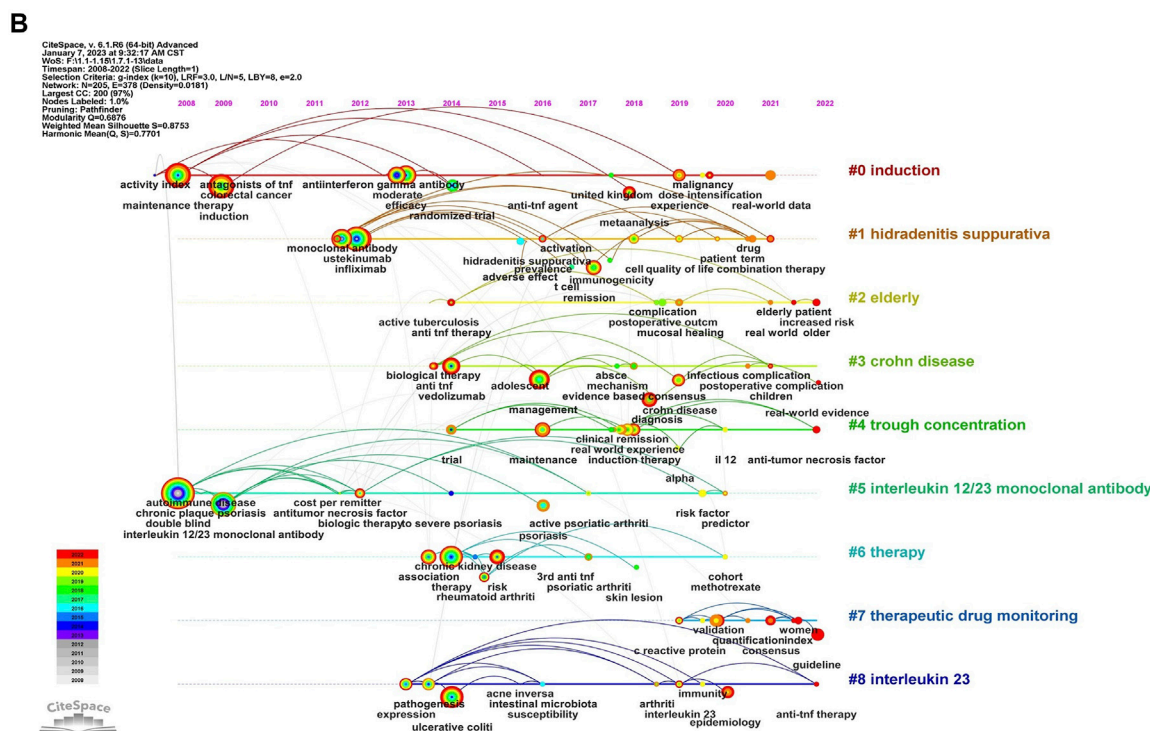 B
CiteSpace, v. 6.1.R6 (64-bit) Advanced
January 7, 2023 at 9:32:17 AM CST
WoS: F:\1.1-1.15\1.7.1-13\data
Timespan: 2008-2022 (Slice Length=1)
Selection Criteria: g-index (k=10), LRF=3.0, L/N=5, LBY=8, e=2.0
Network: N=205, E=378 (Density=0.0181)
Largest CC: 200 (97%)
Nodes Labeled: 1.0%
Pruning: Pathfinder
Modularity Q=0.6876
Weighted Mean Silhouette S=0.8753
Harmonic Mean(Q, S)=0.7701
2008 2009 2010 2011 2012 2013 2014 2015 2016 2017 2018 2019 2020 2021 2022
#0 induction
activity index antagonists of tnf antiinterferon gamma antibody malignancy
colorectal cancer moderate united kingdom dose intensification
maintenance therapy efficacy anti-tnf agent experience real-world data
induction randomized trial
metaanalysis
#1 hidradenitis suppurativa
monoclonal antibody activation drug
ustekinumab hidradenitis suppurativa patient term
infliximab prevalence cell quality of life combination therapy
adverse effect immunogenicity
t cell
remission
#2 elderly
complication elderly patient
active tuberculosis postoperative outcm increased risk
anti tnf therapy mucosal healing real world older
#3 crohn disease
biological therapy absce infectious complication
anti tnf adolescent mechanism postoperative complication
vedolizumab evidence based consensus children
management crohn disease real-world evidence
diagnosis
#4 trough concentration
clinical remission
real world experience
trial maintenance induction therapy il 12 anti-tumor necrosis factor
alpha
#5 interleukin 12/23 monoclonal antibody
autoimmune disease cost per remitter
chronic plaque psoriasis antitumor necrosis factor risk factor
double blind biologic therapy to severe psoriasis active psoriatic arthriti predictor
interleukin 12/23 monoclonal antibody psoriasis
#6 therapy
chronic kidney disease
association 3rd anti tnf cohort
therapy risk psoriatic arthriti methotrexate
rheumatoid arthriti skin lesion
#7 therapeutic drug monitoring
validation women
quantification index
c reactive protein consensus
guideline
#8 interleukin 23
acne inversa immunity
pathogenesis intestinal microbiota arthriti
expression susceptibility interleukin 23 anti-tnf therapy
ulcerative coliti epidemiology
2022
2021
2020
2019
2018
2017
2016
2015
2014
2013
2012
2011
2010
2009
2008
CiteSpace